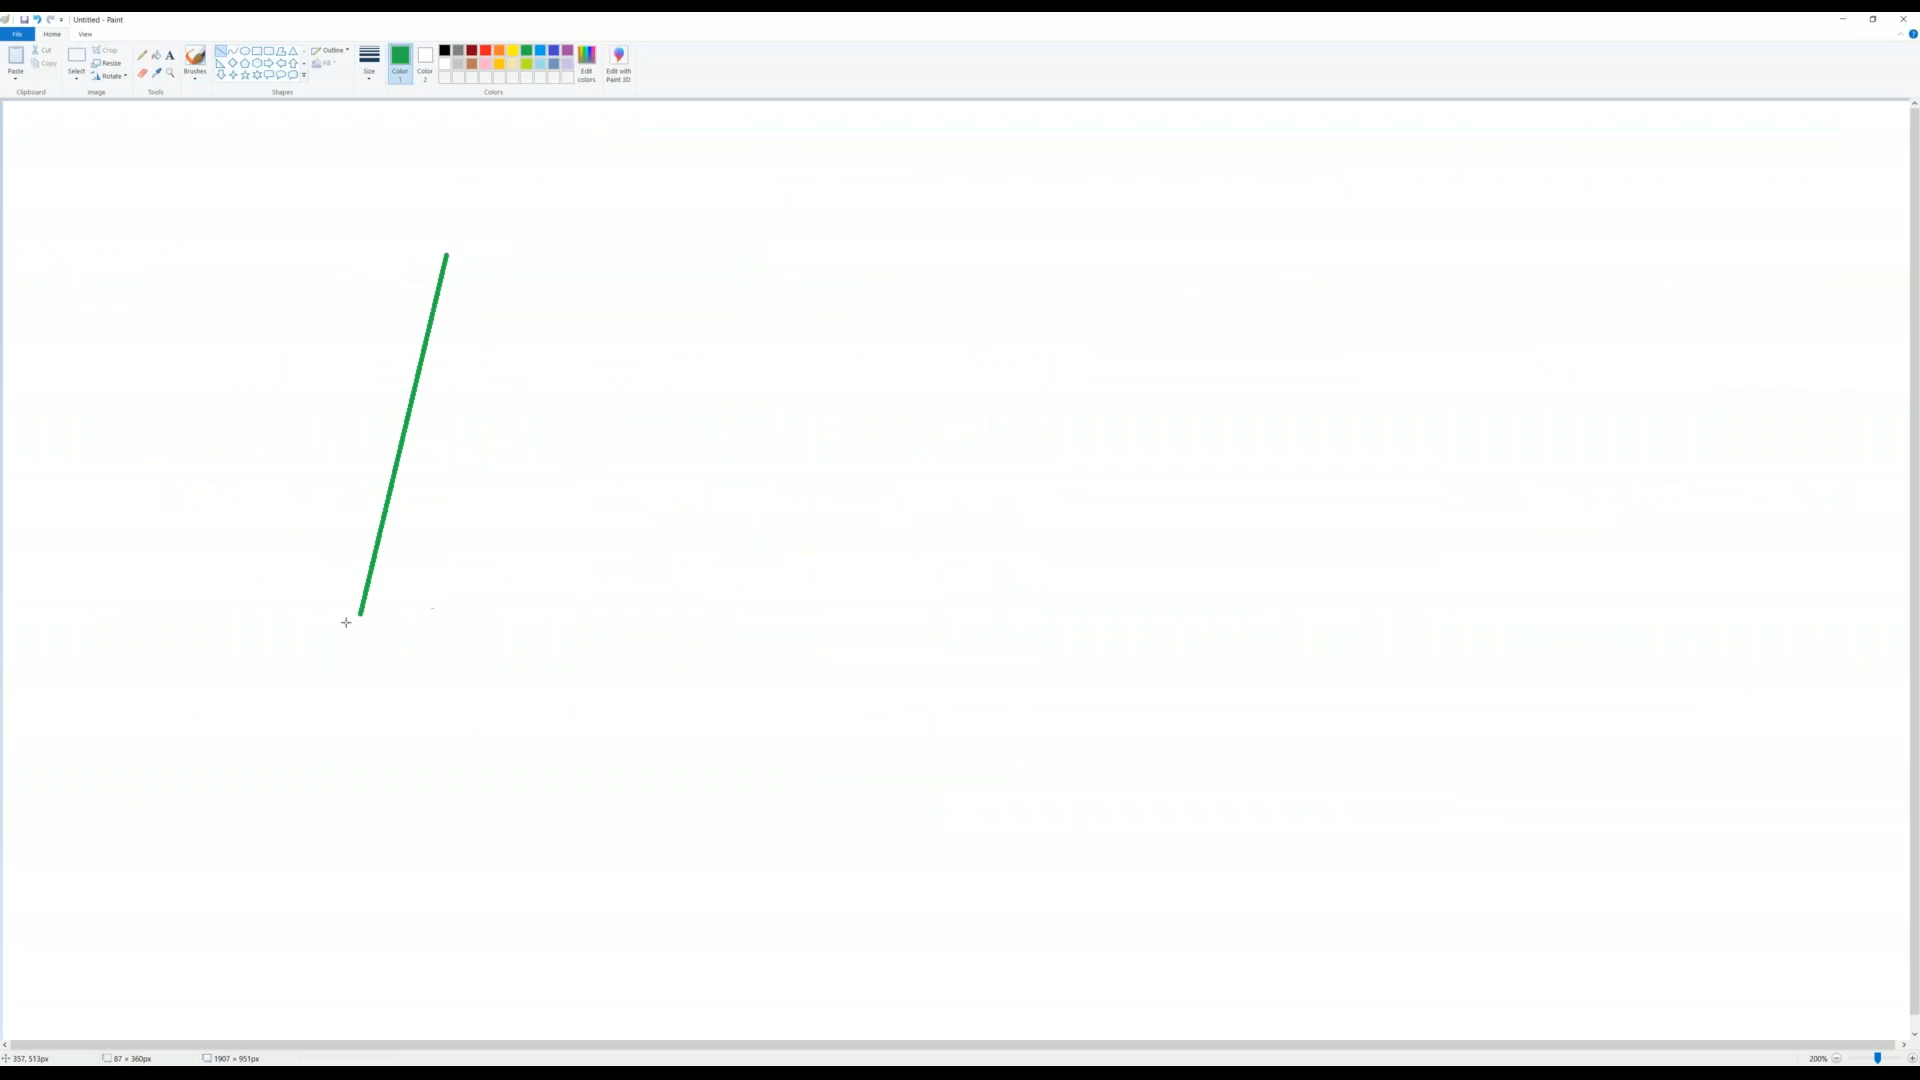 Untitled - Paint
File Home View
Paste
Cut
Copy
Clipboard
Select
Crop
Resize
Rotate
Image
A
Tools
Brushes
Shapes
Outline
Fill
Size
Color 1
Color 2
Colors
Edit colors
Edit with Paint 3D
357, 513px 87 × 360px 1907 × 951px 200%